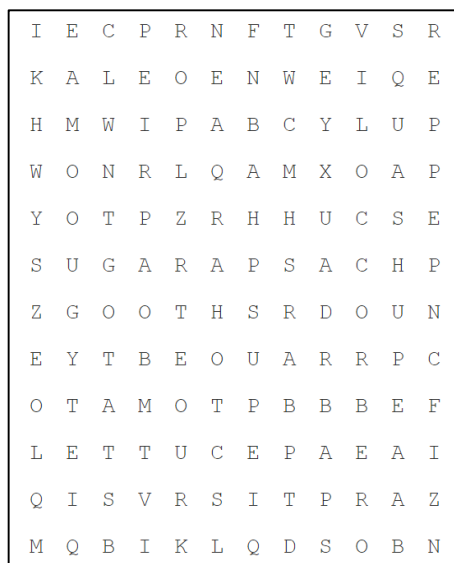 I E C P R N F T G V S R
K A L E O E N W E I Q E
H M W I P A B C Y L U P
W O N R L Q A M X O A P
Y O T P Z R H H U C S E
S U G A R A P S A C H P
Z G O O T H S R D O U N
E Y T B E O U A R R P C
O T A M O T P B B B E F
L E T T U C E P A E A I
Q I S V R S I T P R A Z
M Q B I K L Q D S O B N